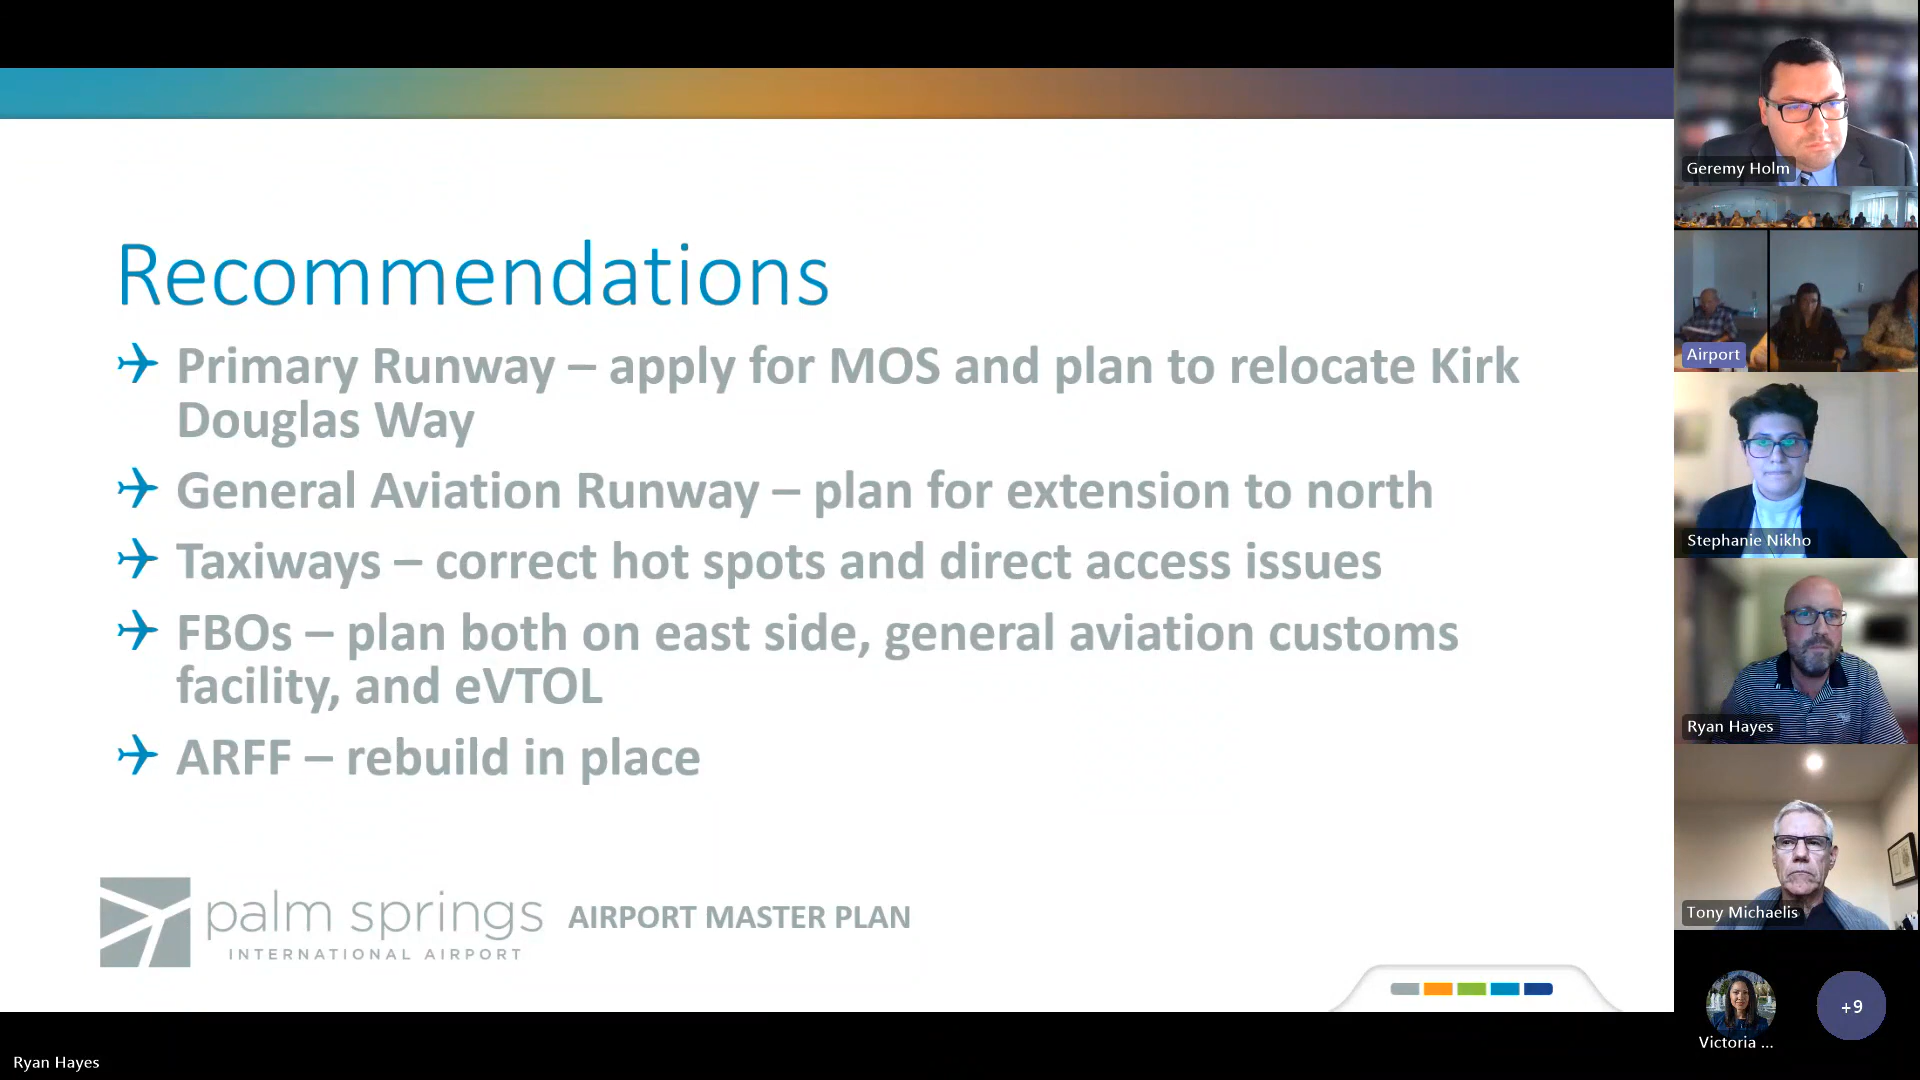 Recommendations
Primary Runway – apply for MOS and plan to relocate Kirk
Douglas Way
General Aviation Runway – plan for extension to north
Taxiways – correct hot spots and direct access issues
FBOs – plan both on east side, general aviation customs
facility, and eVTOL
ARFF – rebuild in place
palm springs
INTERNATIONAL AIRPORT
AIRPORT MASTER PLAN
Ryan Hayes
Geremy Holm
Airport
Stephanie Nikho
Ryan Hayes
Tony Michaelis
Victoria ...
+9